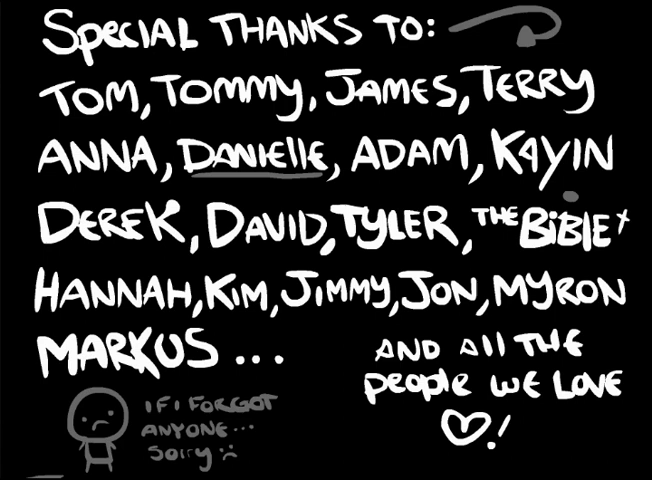 SPECIAL THANKS TO:
TOM, TOMMY, JAMES, TERRY
ANNA, DANIELLE, ADAM, KAYIN
DEREK, DAVID, TYLER, THE BIBLE
HANNAH, KIM, JIMMY, JON, MYRON
MARKUS ...
AND ALL THE
PEOPLE WE LOVE
♡!
IF I FORGOT
ANYONE...
SORRY :(